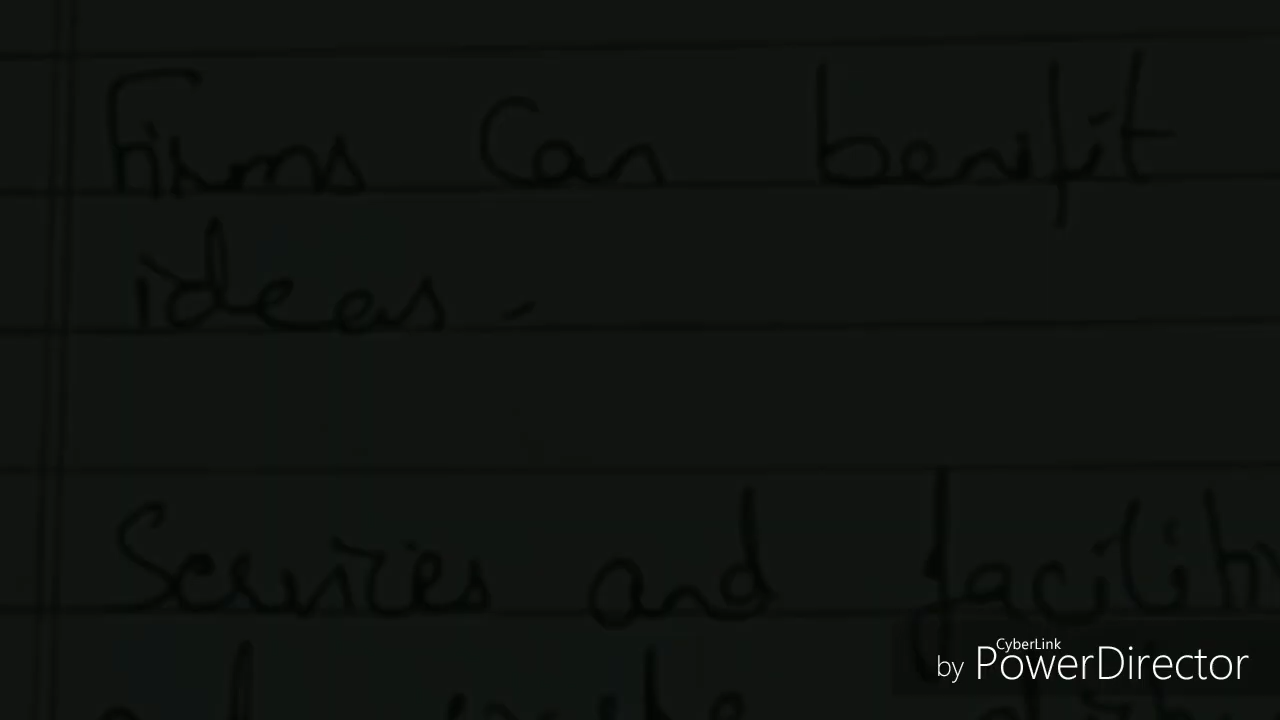 Firms Can benefit
ideas -
Services and
CyberLink
by PowerDirector